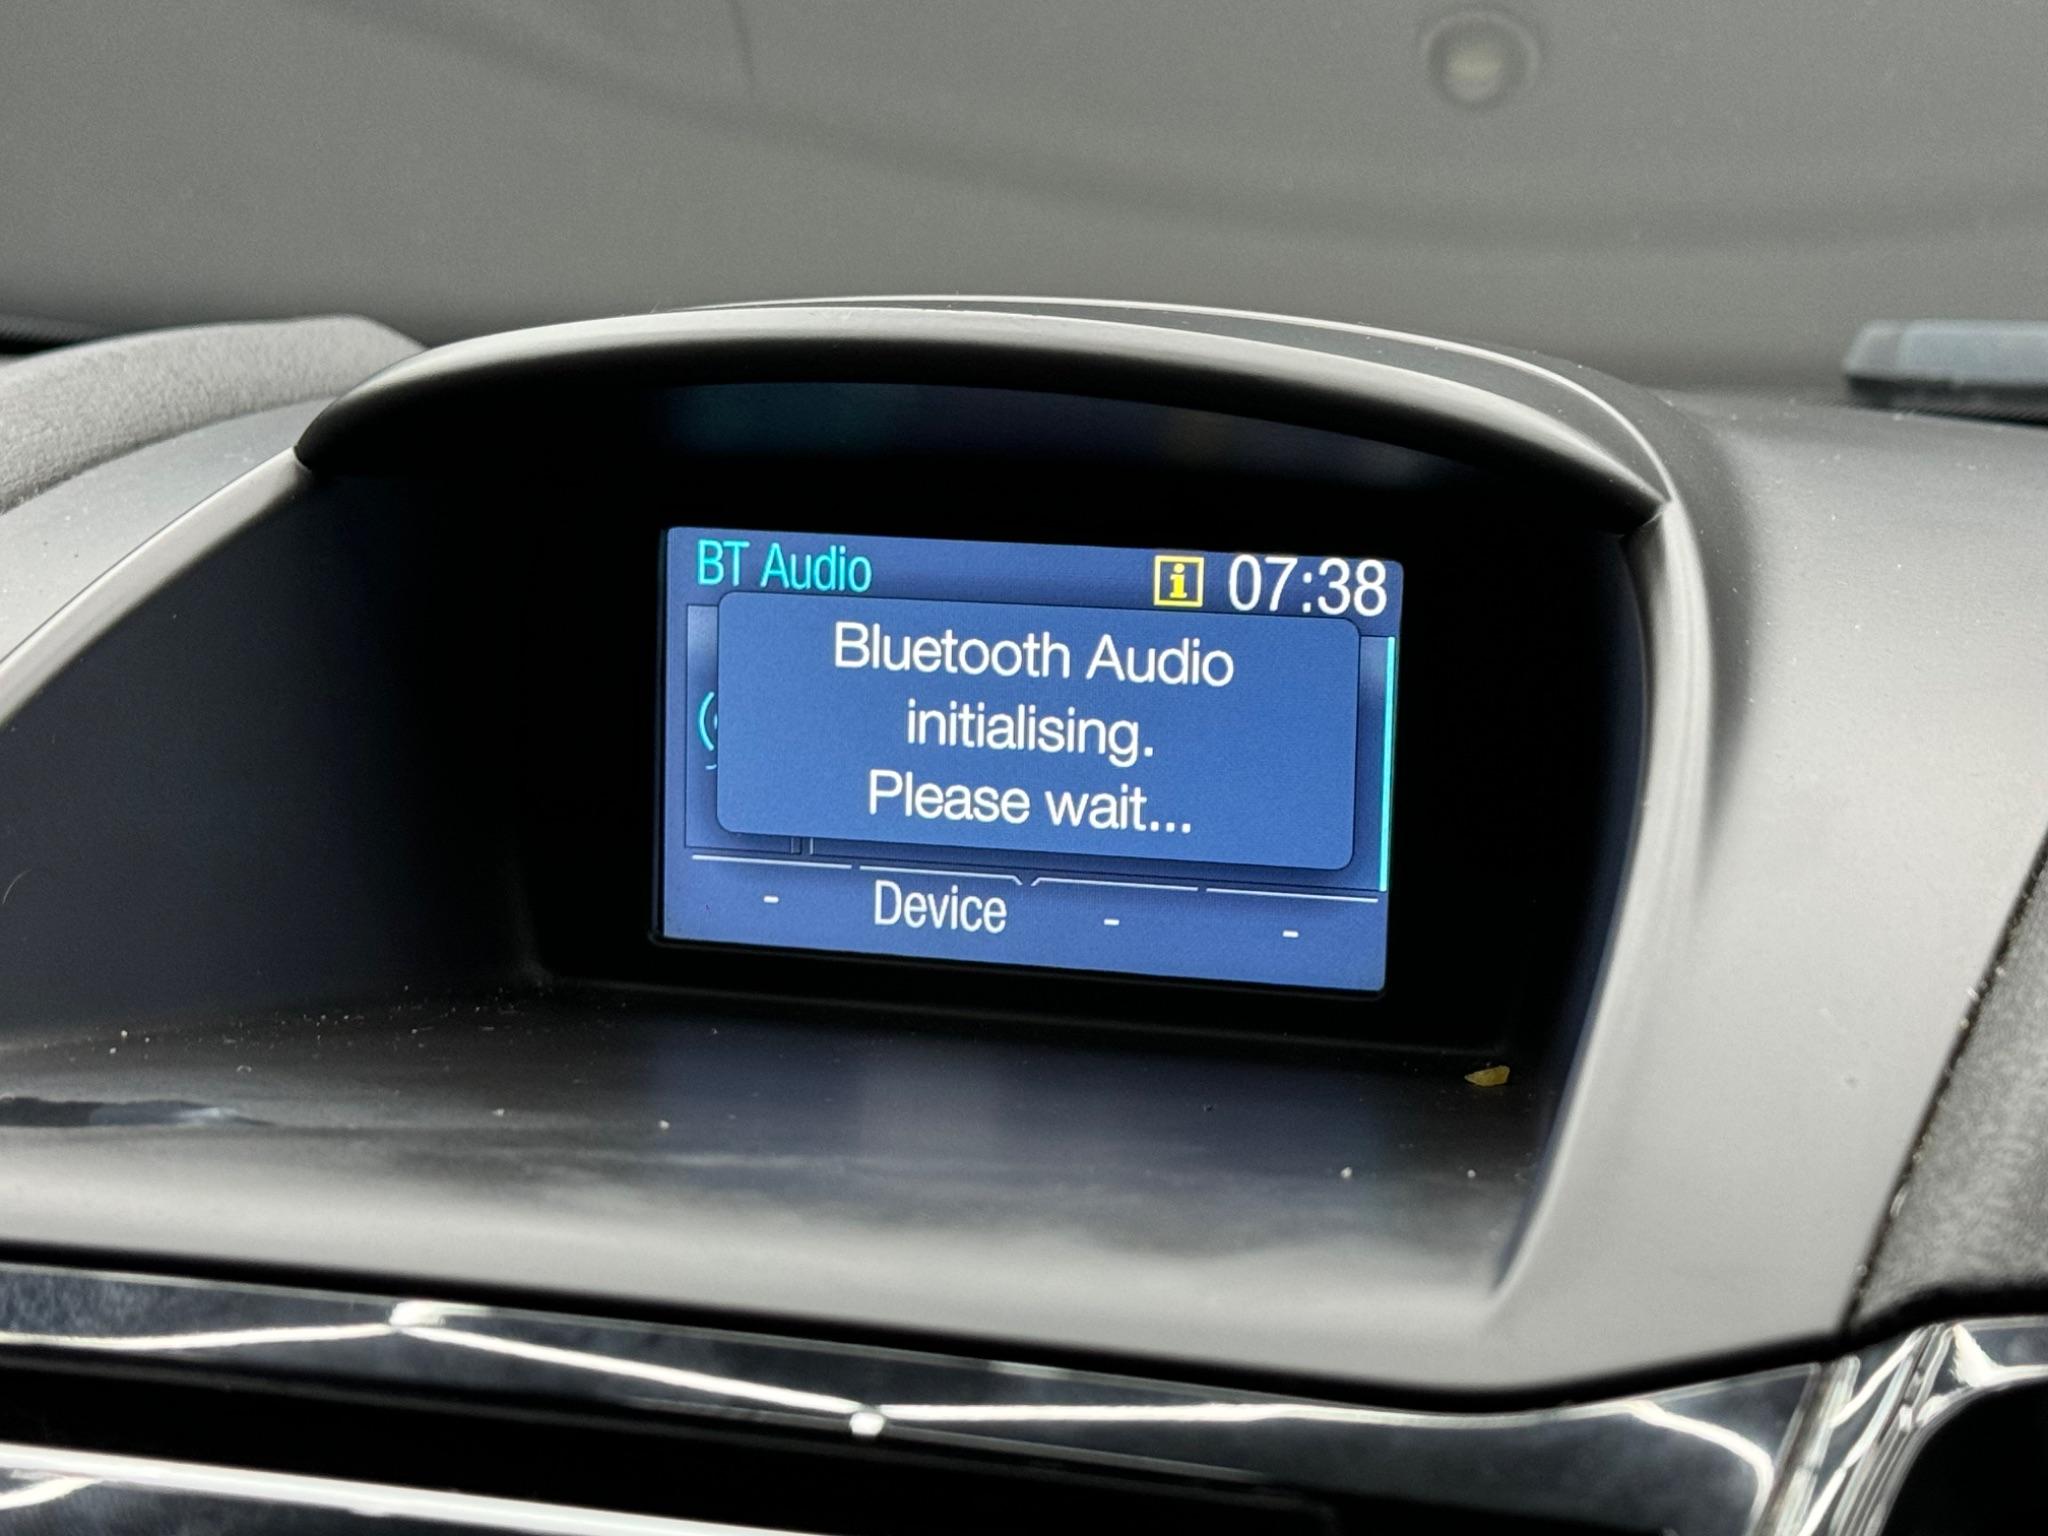 BT Audio
i 07:38
Bluetooth Audio
initialising.
Please wait...
- Device - -